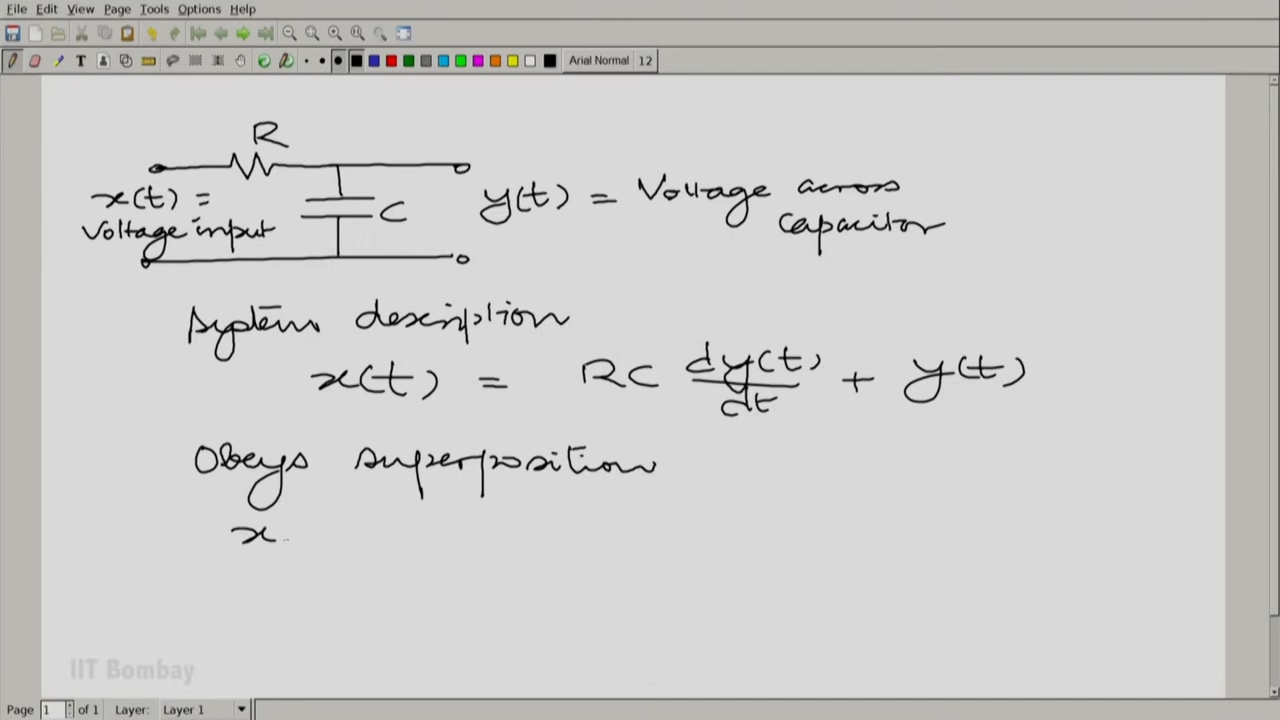 File Edit View Page Tools Options Help
T Arial Normal 12
R
x(t) =
Voltage input
C
y(t) = Voltage across
capacitor
System description
x(t) = RC dy(t)/dt + y(t)
Obeys superposition
x
IIT Bombay
Page 1 of 1 Layer: Layer 1